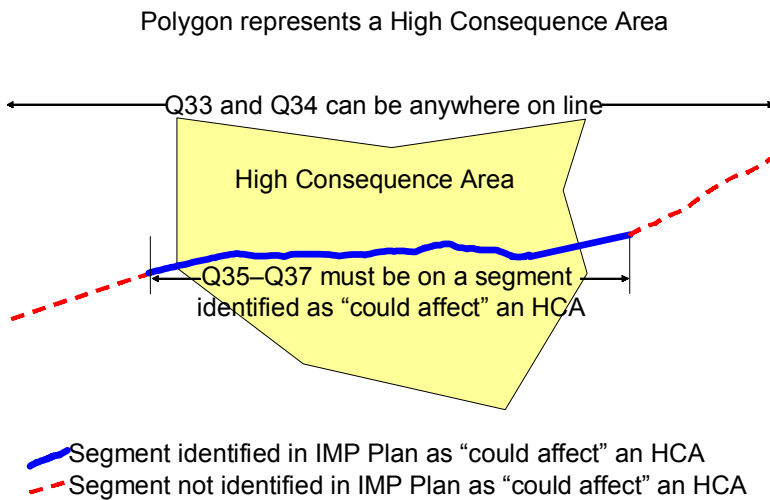 Polygon represents a High Consequence Area
Q33 and Q34 can be anywhere on line
High Consequence Area
Q35–Q37 must be on a segment
identified as “could affect” an HCA
Segment identified in IMP Plan as “could affect” an HCA
Segment not identified in IMP Plan as “could affect” an HCA